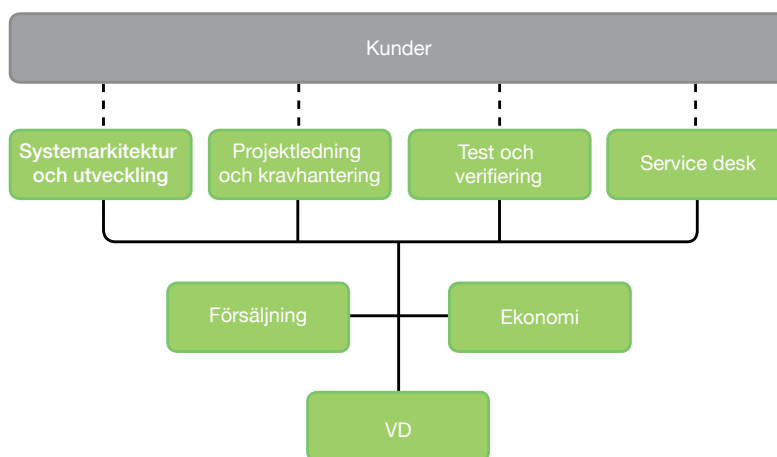 Kunder
Systemarkitektur
och utveckling
Projektledning
och kravhantering
Test och
verifiering
Service desk
Försäljning
Ekonomi
VD